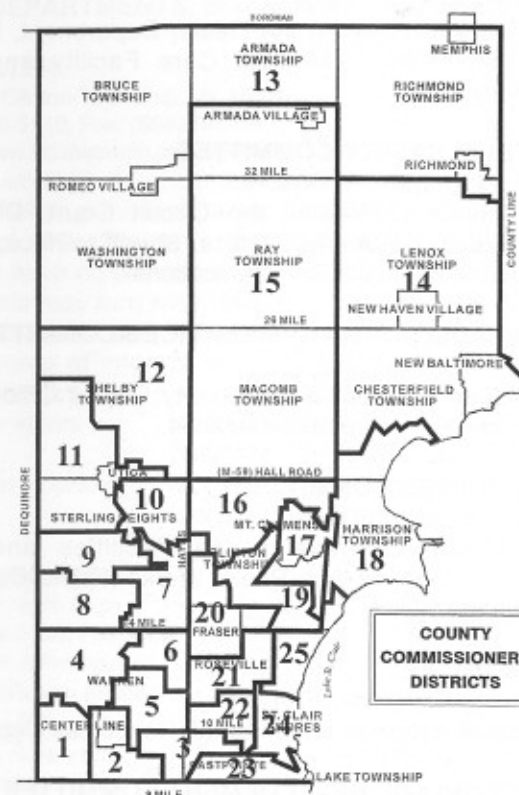 BORDMAN
MEMPHIS
ARMADA
TOWNSHIP
13
BRUCE
TOWNSHIP
RICHMOND
TOWNSHIP
ARMADA VILLAGE
32 MILE
RICHMOND
ROMEO VILLAGE
COUNTY LINE
WASHINGTON
TOWNSHIP
RAY
TOWNSHIP
15
LENOX
TOWNSHIP
14
NEW HAVEN VILLAGE
26 MILE
NEW BALTIMORE
12
SHELBY
TOWNSHIP
MACOMB
TOWNSHIP
CHESTERFIELD
TOWNSHIP
11
UTICA
(M-59) HALL ROAD
DEQUINDRE
10
STERLING HEIGHTS
16
MT. CLEMENS
17
HARRISON
TOWNSHIP
18
HAYES
CLINTON
TOWNSHIP
9
7
8
19
20
FRASER
COUNTY
COMMISSIONER
DISTRICTS
4
6
ROSEVILLE
21
25
WARREN
5
22
10 MILE
ST. CLAIR
SHORES
24
CENTER LINE
1
2
3
EASTPOINTE
23
LAKE TOWNSHIP
8 MILE